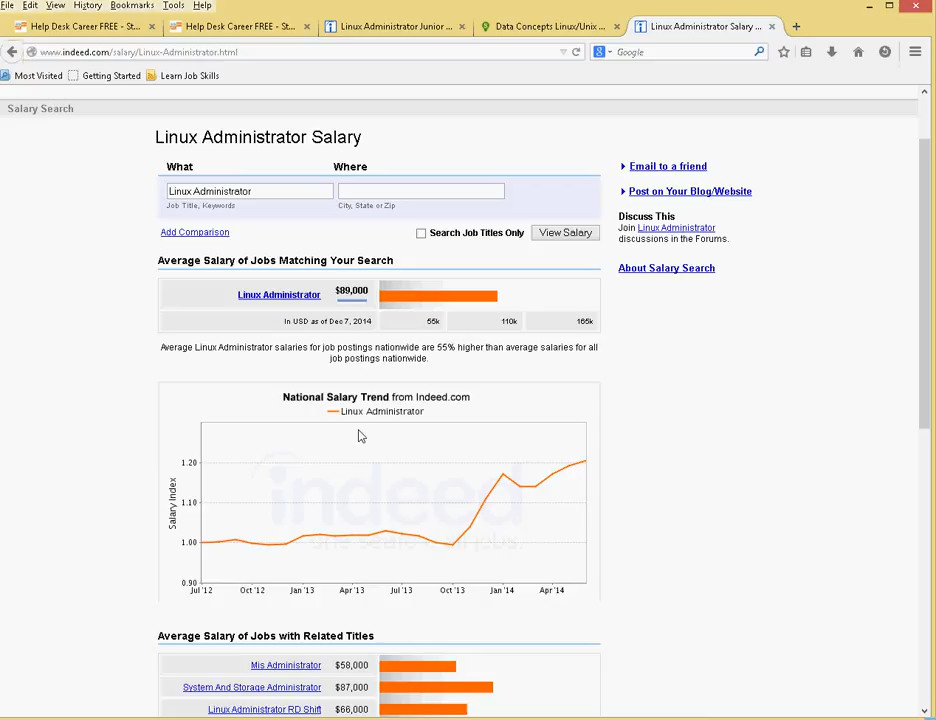 File Edit View History Bookmarks Tools Help
Help Desk Career FREE - St... × Help Desk Career FREE - St... × Linux Administrator Junior ... × Data Concepts Linux/Unix ... × Linux Administrator Salary ... × +
www.indeed.com/salary/Linux-Administrator.html Google
Most Visited Getting Started Learn Job Skills
Salary Search
Linux Administrator Salary
What Where
Linux Administrator
Job Title, Keywords City, State or Zip
Add Comparison Search Job Titles Only View Salary
Email to a friend
Post on Your Blog/Website
Discuss This
Join Linux Administrator
discussions in the Forums.
About Salary Search
Average Salary of Jobs Matching Your Search
Linux Administrator $89,000
In USD as of Dec 7, 2014 55k 110k 165k
Average Linux Administrator salaries for job postings nationwide are 55% higher than average salaries for all
job postings nationwide.
National Salary Trend from Indeed.com
Linux Administrator
indeed
one search. all jobs.
Salary Index
1.20
1.10
1.00
0.90
Jul '12 Oct '12 Jan '13 Apr '13 Jul '13 Oct '13 Jan '14 Apr '14
Average Salary of Jobs with Related Titles
Mis Administrator $58,000
System And Storage Administrator $87,000
Linux Administrator RD Shift $66,000